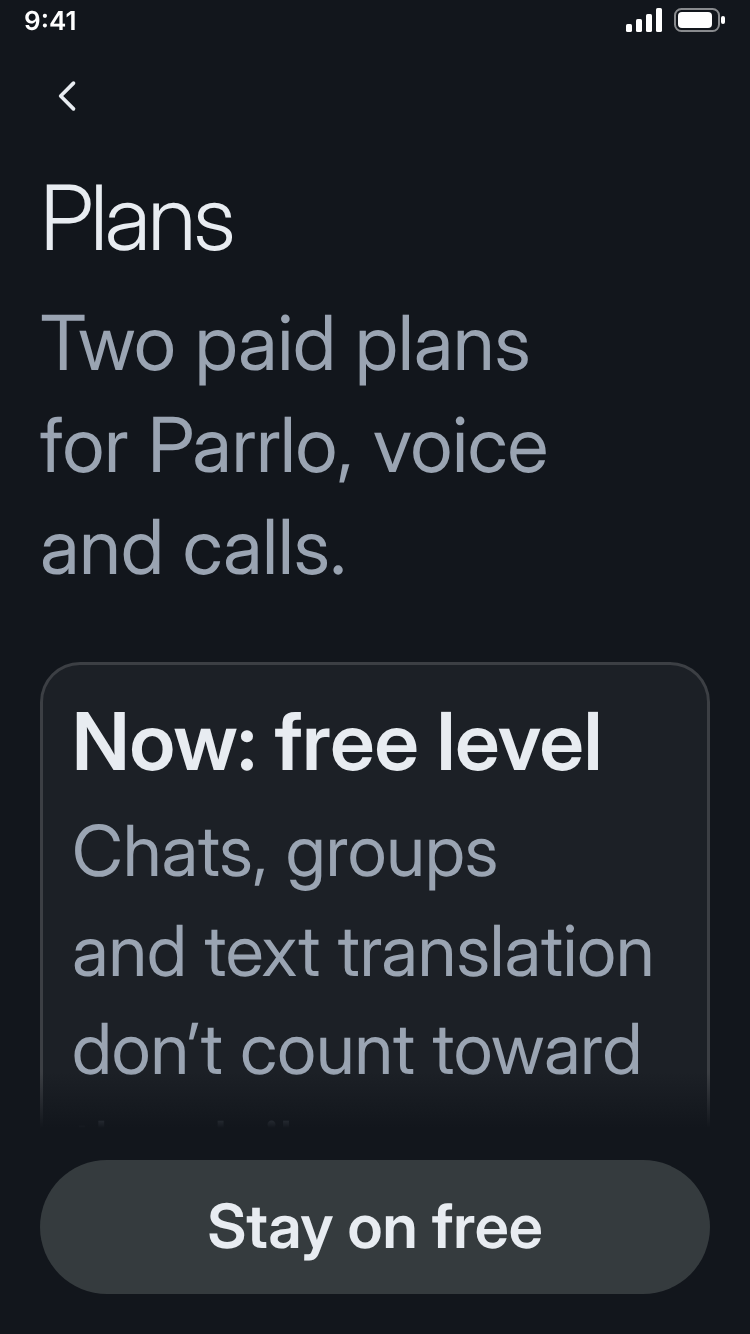 9:41
Plans
Two paid plans
for Parrlo, voice
and calls.
Now: free level
Chats, groups
and text translation
don’t count toward
Stay on free